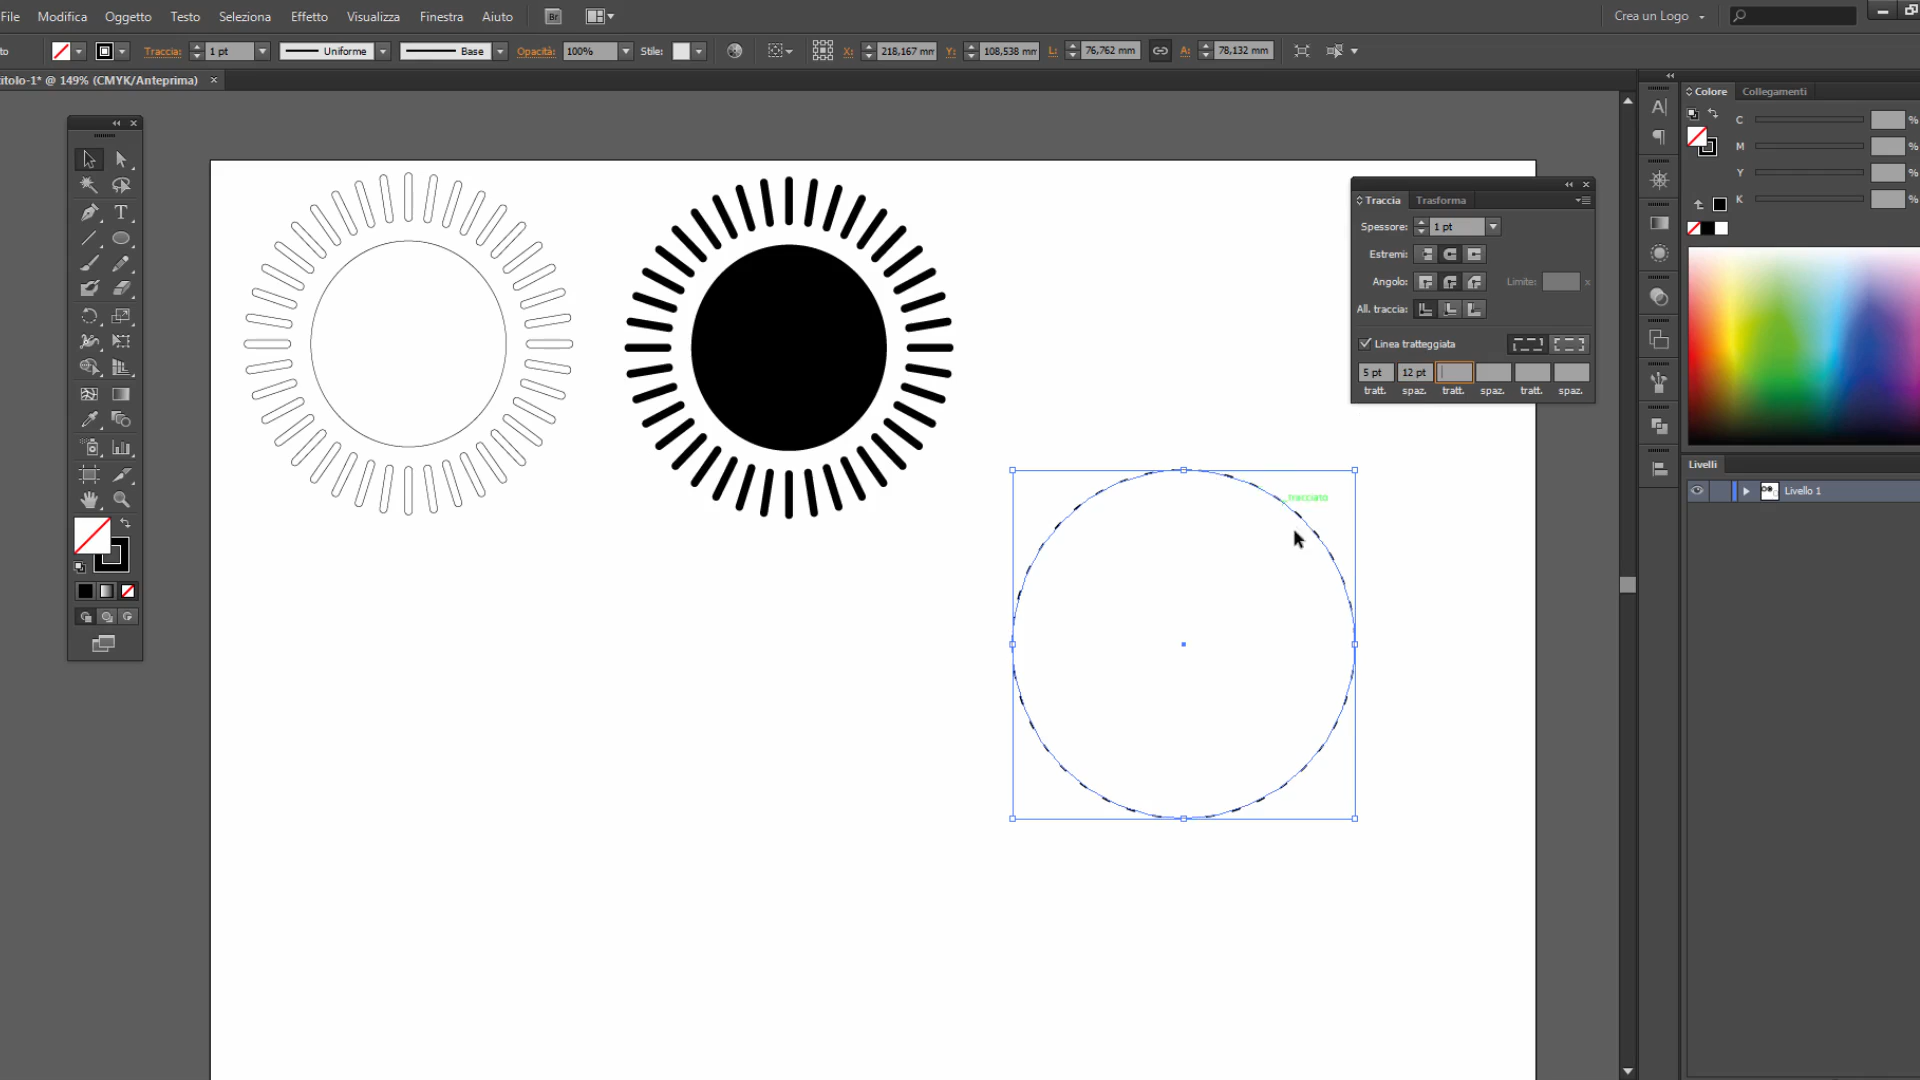 File Modifica Oggetto Testo Seleziona Effetto Visualizza Finestra Aiuto Br Crea un Logo
to Traccia: 1 pt Uniforme Base Opacità: 100% Stile: X: 218,167 mm Y: 108,538 mm L: 76,762 mm A: 78,132 mm
itolo-1* @ 149% (CMYK/Anteprima)
Colore Collegamenti
C %
M %
Y %
K %
Traccia Trasforma
Spessore: 1 pt
Estremi:
Angolo: Limite: x
All. traccia:
Linea tratteggiata
5 pt 12 pt
tratt. spaz. tratt. spaz. tratt. spaz.
tracciato
Livelli
Livello 1